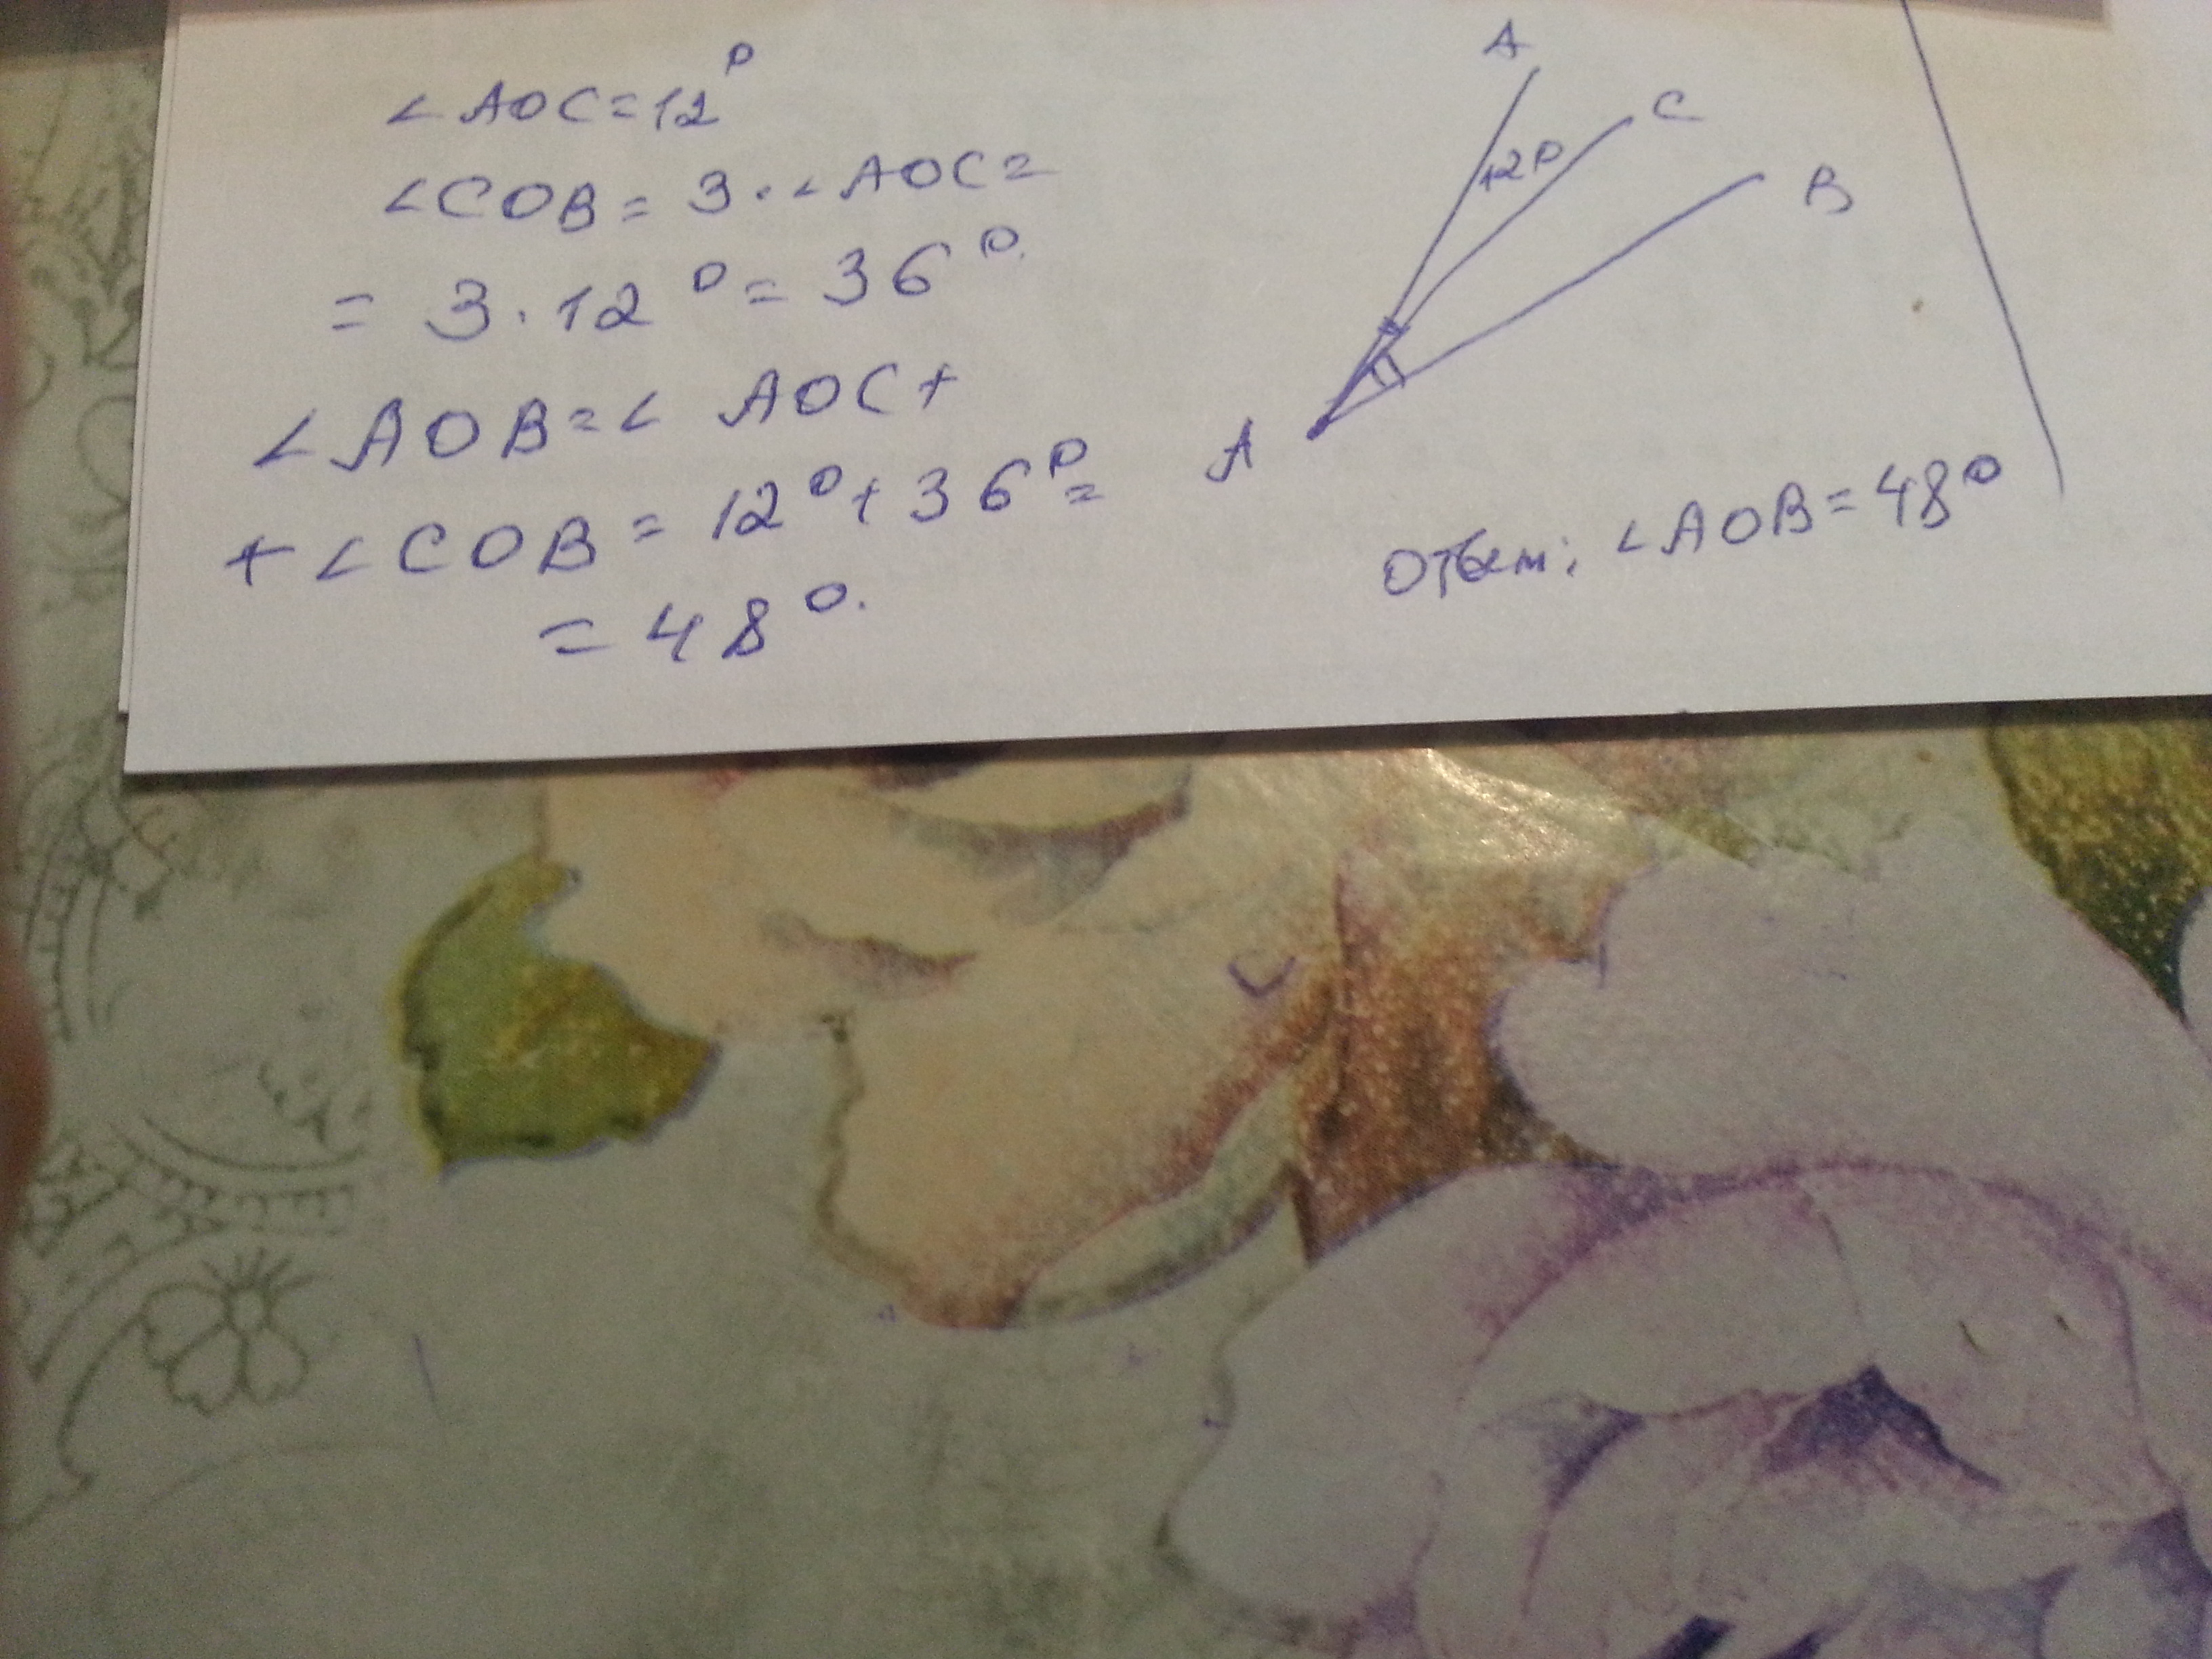 ∠AOC=12°
∠COB=3·∠AOC=
=3·12°=36°.
∠AOB=∠AOC+
+∠COB=12°+36°=
=48°.
A
C
12°
B
A
Ответ: ∠AOB=48°